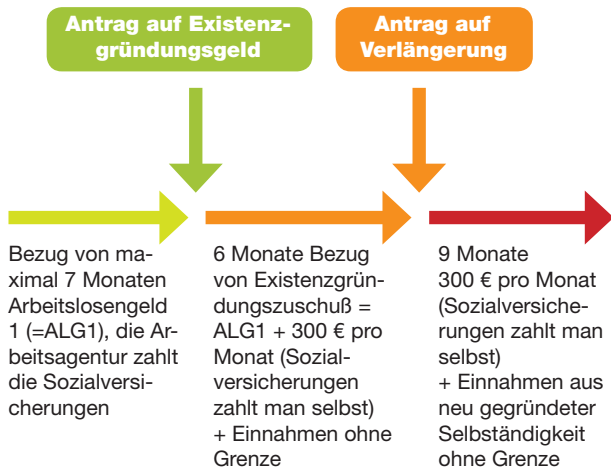 Antrag auf Existenz-
gründungsgeld
Antrag auf
Verlängerung
Bezug von ma-
ximal 7 Monaten
Arbeitslosengeld
1 (=ALG1), die Ar-
beitsagentur zahlt
die Sozialversi-
cherungen
6 Monate Bezug
von Existenzgrün-
dungszuschuß =
ALG1 + 300 € pro
Monat (Sozial-
versicherungen
zahlt man selbst)
+ Einnahmen ohne
Grenze
9 Monate
300 € pro Monat
(Sozialversiche-
rungen zahlt man
selbst)
+ Einnahmen aus
neu gegründeter
Selbständigkeit
ohne Grenze